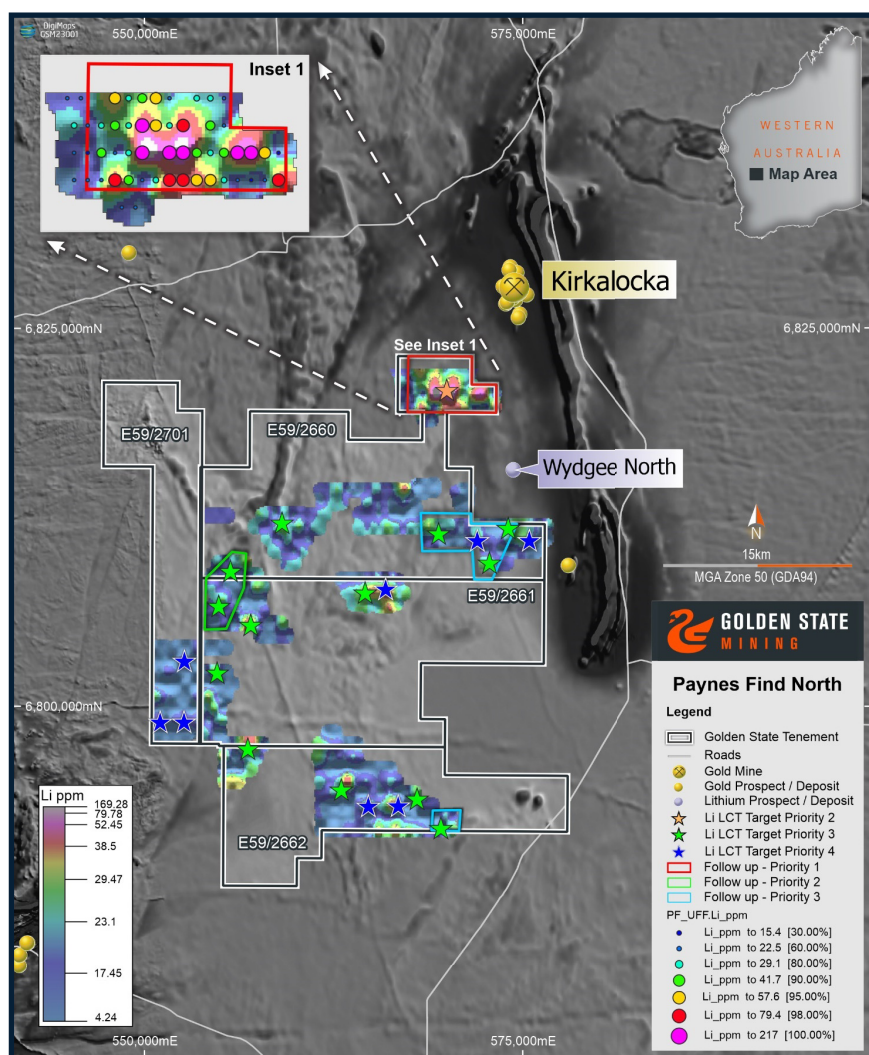 DigiMaps
GSM23001
550,000mE
575,000mE
Inset 1
WESTERN
AUSTRALIA
Map Area
Kirkalocka
6,825,000mN
6,825,000mN
See Inset 1
E59/2701
E59/2660
Wydgee North
N
15km
MGA Zone 50 (GDA94)
E59/2661
GOLDEN STATE
MINING
Paynes Find North
Legend
Golden State Tenement
Roads
Gold Mine
Gold Prospect / Deposit
Lithium Prospect / Deposit
Li LCT Target Priority 2
Li LCT Target Priority 3
Li LCT Target Priority 4
Follow up - Priority 1
Follow up - Priority 2
Follow up - Priority 3
PF_UFF.Li_ppm
Li_ppm to 15.4 [30.00%]
Li_ppm to 22.5 [60.00%]
Li_ppm to 29.1 [80.00%]
Li_ppm to 41.7 [90.00%]
Li_ppm to 57.6 [95.00%]
Li_ppm to 79.4 [98.00%]
Li_ppm to 217 [100.00%]
6,800,000mN
6,800,000mN
Li ppm
169.28
79.78
52.45
38.5
29.47
23.1
17.45
4.24
E59/2662
550,000mE
575,000mE